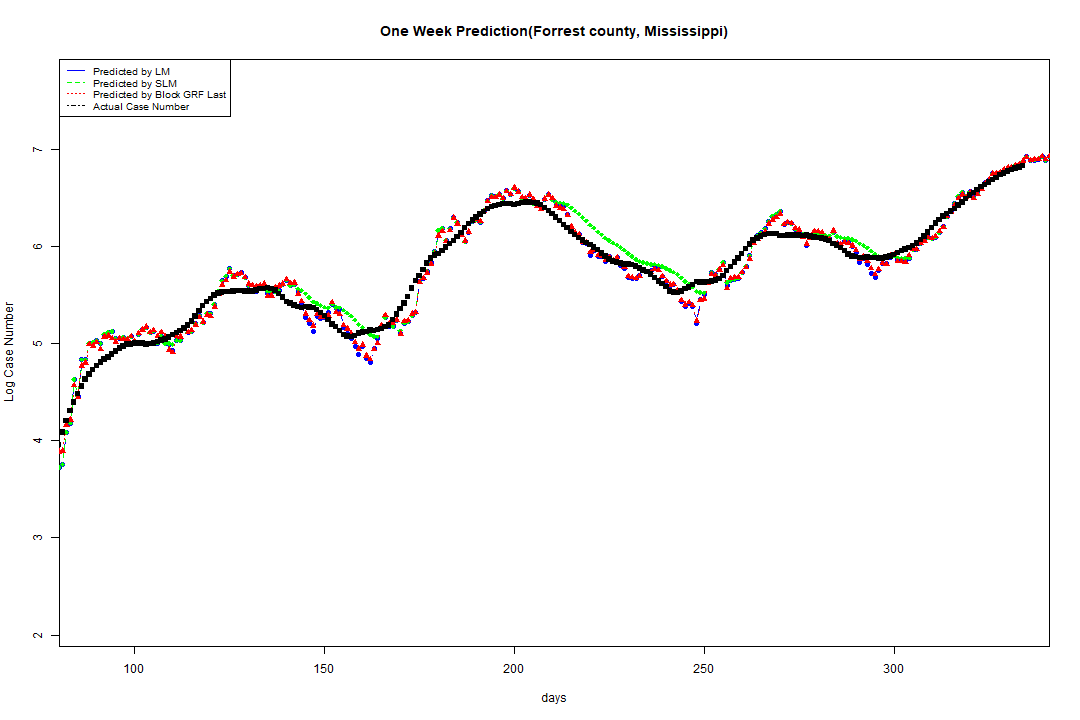 One Week Prediction(Forrest county, Mississippi)
Predicted by LM
Predicted by SLM
Predicted by Block GRF Last
Actual Case Number
Log Case Number
7
6
5
4
3
2
100 150 200 250 300
days